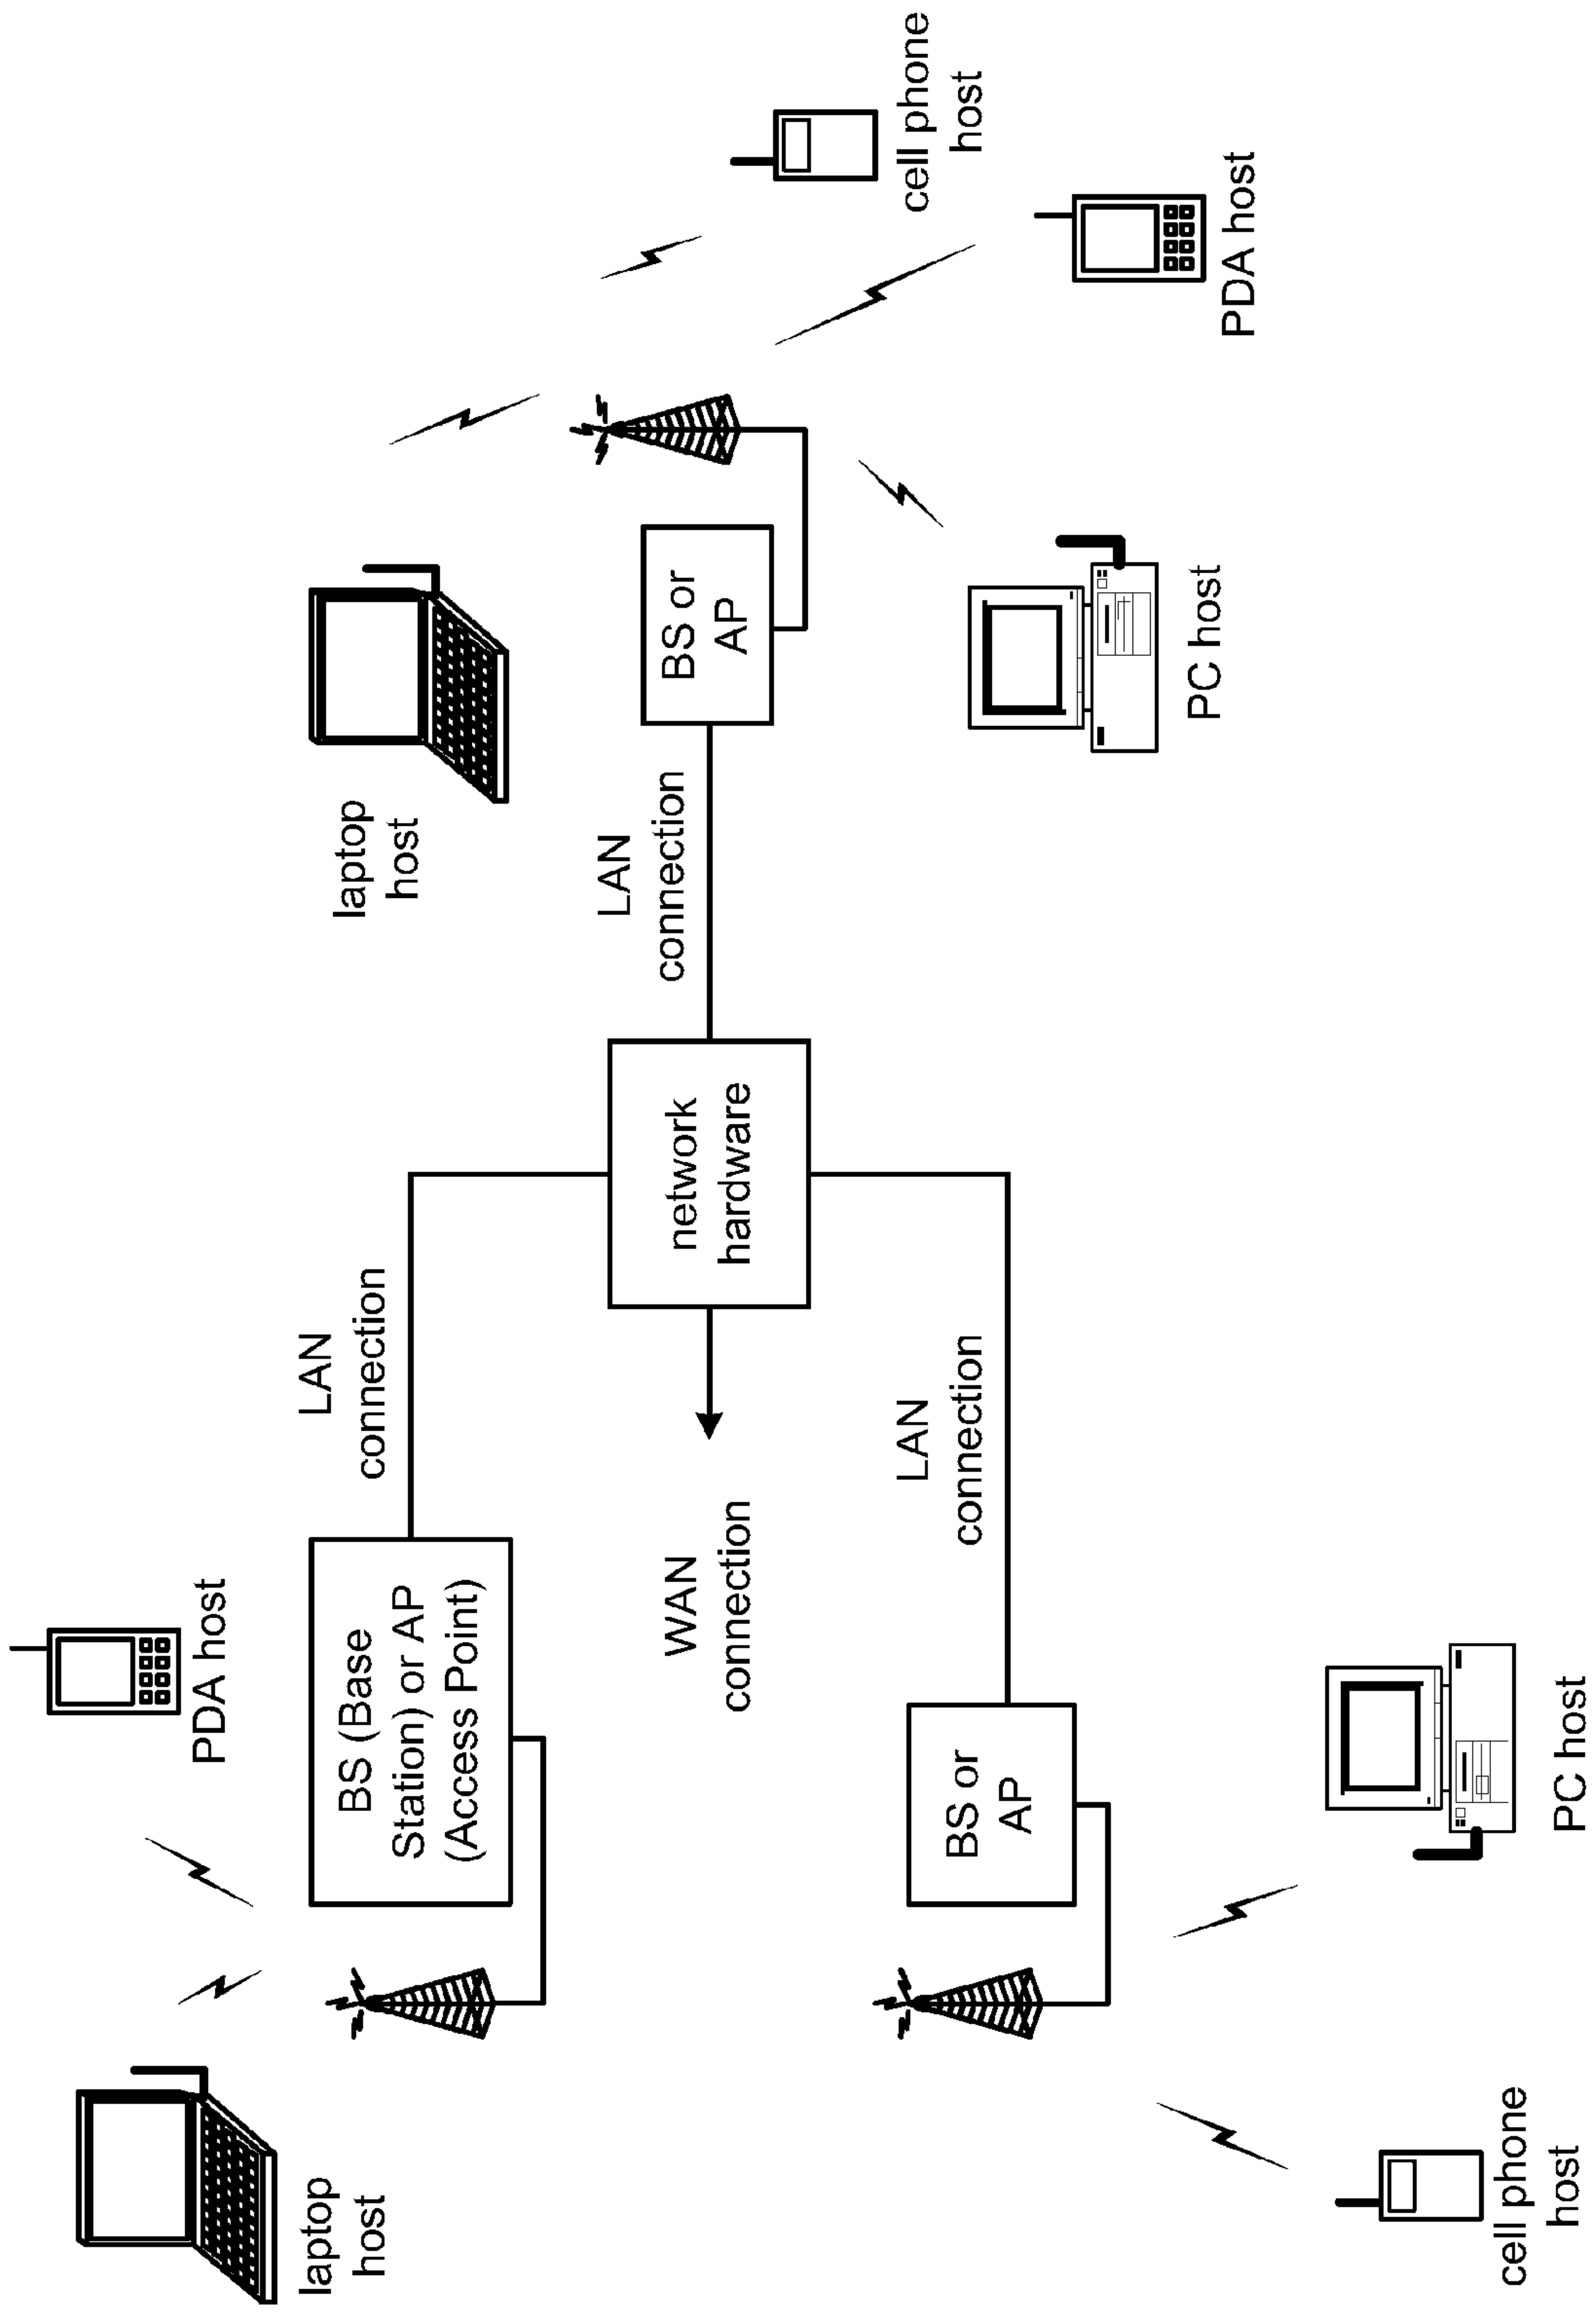 laptop
host
PDA host
BS (Base
Station) or AP
(Access Point)
LAN
connection
laptop
host
LAN
connection
BS or
AP
cell phone
host
PDA host
PC host
network
hardware
WAN
connection
LAN
connection
BS or
AP
cell phone
host
PC host